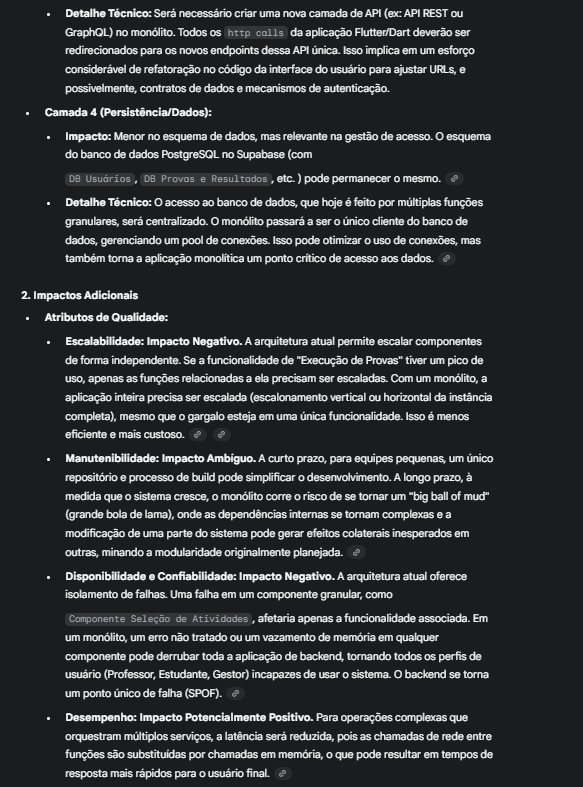 • Detalhe Técnico: Será necessário criar uma nova camada de API (ex: API REST ou
GraphQL) no monólito. Todos os http calls da aplicação Flutter/Dart deverão ser
redirecionados para os novos endpoints dessa API única. Isso implica em um esforço
considerável de refatoração no código da interface do usuário para ajustar URLs, e
possivelmente, contratos de dados e mecanismos de autenticação.
• Camada 4 (Persistência/Dados):
• Impacto: Menor no esquema de dados, mas relevante na gestão de acesso. O esquema
do banco de dados PostgreSQL no Supabase (com
DB Usuários, DB Provas e Resultados, etc. ) pode permanecer o mesmo.
• Detalhe Técnico: O acesso ao banco de dados, que hoje é feito por múltiplas funções
granulares, será centralizado. O monólito passará a ser o único cliente do banco de
dados, gerenciando um pool de conexões. Isso pode otimizar o uso de conexões, mas
também torna a aplicação monolítica um ponto crítico de acesso aos dados.
2. Impactos Adicionais
• Atributos de Qualidade:
• Escalabilidade: Impacto Negativo. A arquitetura atual permite escalar componentes
de forma independente. Se a funcionalidade de "Execução de Provas" tiver um pico de
uso, apenas as funções relacionadas a ela precisam ser escaladas. Com um monólito, a
aplicação inteira precisa ser escalada (escalonamento vertical ou horizontal da instância
completa), mesmo que o gargalo esteja em uma única funcionalidade. Isso é menos
eficiente e mais custoso.
• Manutenibilidade: Impacto Ambíguo. A curto prazo, para equipes pequenas, um único
repositório e processo de build pode simplificar o desenvolvimento. A longo prazo, à
medida que o sistema cresce, o monólito corre o risco de se tornar um "big ball of mud"
(grande bola de lama), onde as dependências internas se tornam complexas e a
modificação de uma parte do sistema pode gerar efeitos colaterais inesperados em
outras, minando a modularidade originalmente planejada.
• Disponibilidade e Confiabilidade: Impacto Negativo. A arquitetura atual oferece
isolamento de falhas. Uma falha em um componente granular, como
Componente Seleção de Atividades, afetaria apenas a funcionalidade associada. Em
um monólito, um erro não tratado ou um vazamento de memória em qualquer
componente pode derrubar toda a aplicação de backend, tornando todos os perfis de
usuário (Professor, Estudante, Gestor) incapazes de usar o sistema. O backend se torna
um ponto único de falha (SPOF).
• Desempenho: Impacto Potencialmente Positivo. Para operações complexas que
orquestram múltiplos serviços, a latência será reduzida, pois as chamadas de rede entre
funções são substituídas por chamadas em memória, o que pode resultar em tempos de
resposta mais rápidos para o usuário final.